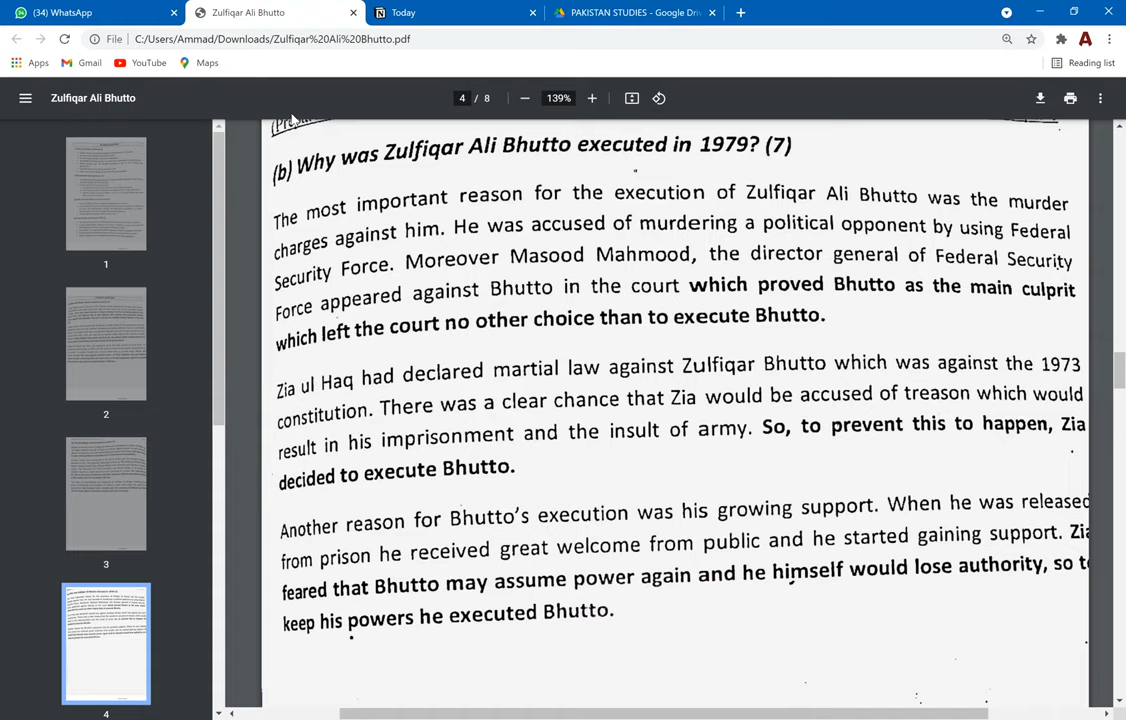 (34) WhatsApp
Zulfiqar Ali Bhutto
Today
PAKISTAN STUDIES - Google Driv
File
C:/Users/Ammad/Downloads/Zulfiqar%20Ali%20Bhutto.pdf
Apps
Gmail
YouTube
Maps
Reading list
Zulfiqar Ali Bhutto
4 / 8
139%
(b) Why was Zulfiqar Ali Bhutto executed in 1979? (7)
The most important reason for the execution of Zulfiqar Ali Bhutto was the murder
charges against him. He was accused of murdering a political opponent by using Federal
Security Force. Moreover Masood Mahmood, the director general of Federal Security
Force appeared against Bhutto in the court which proved Bhutto as the main culprit
which left the court no other choice than to execute Bhutto.
Zia ul Haq had declared martial law against Zulfiqar Bhutto which was against the 1973
constitution. There was a clear chance that Zia would be accused of treason which would
result in his imprisonment and the insult of army. So, to prevent this to happen, Zia
decided to execute Bhutto.
Another reason for Bhutto's execution was his growing support. When he was released
from prison he received great welcome from public and he started gaining support. Zia
feared that Bhutto may assume power again and he himself would lose authority, so to
keep his powers he executed Bhutto.
1
2
3
4